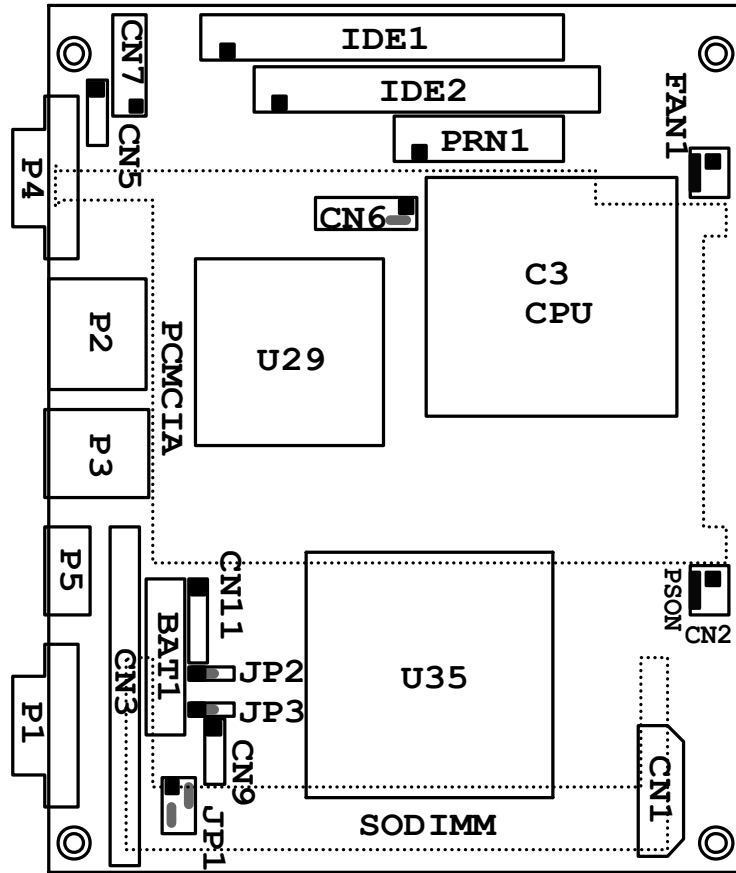 IDE1
CN7
IDE2
FAN1
PRN1
CN5
P4
CN6
C3
CPU
P2
PCMCIA
U29
P3
P5
CN11
PSON
CN2
BAT1
CN3
JP2
U35
JP3
P1
CN9
CN1
JP1
SODIMM